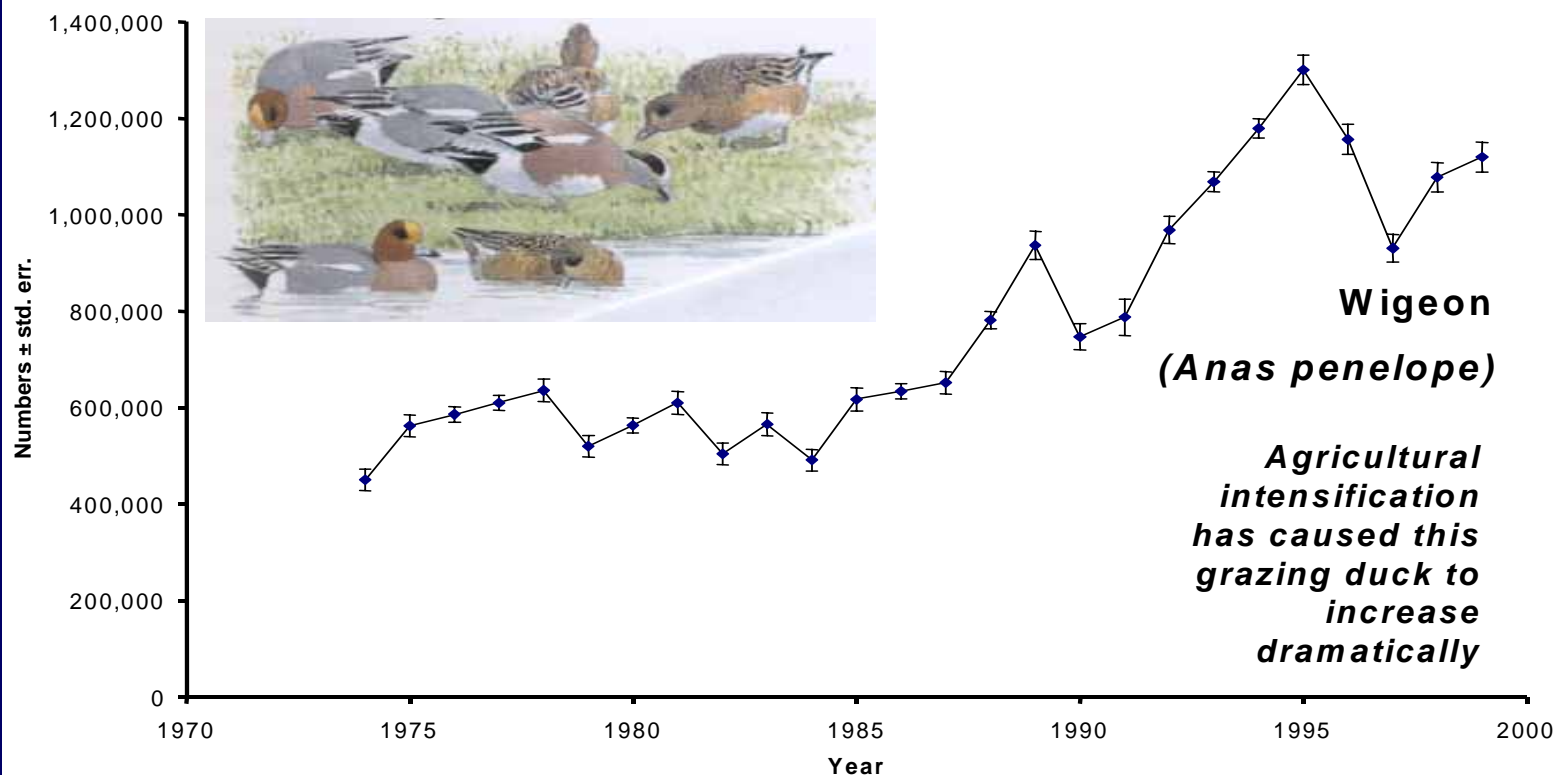 1,400,000
1,200,000
1,000,000
800,000
600,000
400,000
200,000
0
Numbers ± std. err.
1970 1975 1980 1985 1990 1995 2000
Year
Wigeon
(Anas penelope)
Agricultural
intensification
has caused this
grazing duck to
increase
dramatically